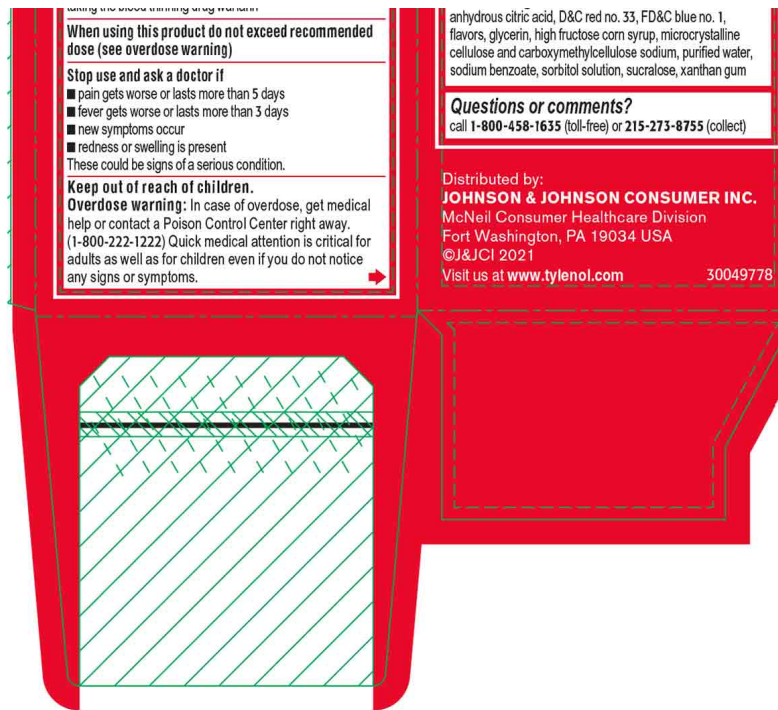 taking the blood thinning drug warfarin
When using this product do not exceed recommended
dose (see overdose warning)
Stop use and ask a doctor if
■ pain gets worse or lasts more than 5 days
■ fever gets worse or lasts more than 3 days
■ new symptoms occur
■ redness or swelling is present
These could be signs of a serious condition.
Keep out of reach of children.
Overdose warning: In case of overdose, get medical
help or contact a Poison Control Center right away.
(1-800-222-1222) Quick medical attention is critical for
adults as well as for children even if you do not notice
any signs or symptoms.
anhydrous citric acid, D&C red no. 33, FD&C blue no. 1,
flavors, glycerin, high fructose corn syrup, microcrystalline
cellulose and carboxymethylcellulose sodium, purified water,
sodium benzoate, sorbitol solution, sucralose, xanthan gum
Questions or comments?
call 1-800-458-1635 (toll-free) or 215-273-8755 (collect)
Distributed by:
JOHNSON & JOHNSON CONSUMER INC.
McNeil Consumer Healthcare Division
Fort Washington, PA 19034 USA
©J&JCI 2021
Visit us at www.tylenol.com 30049778